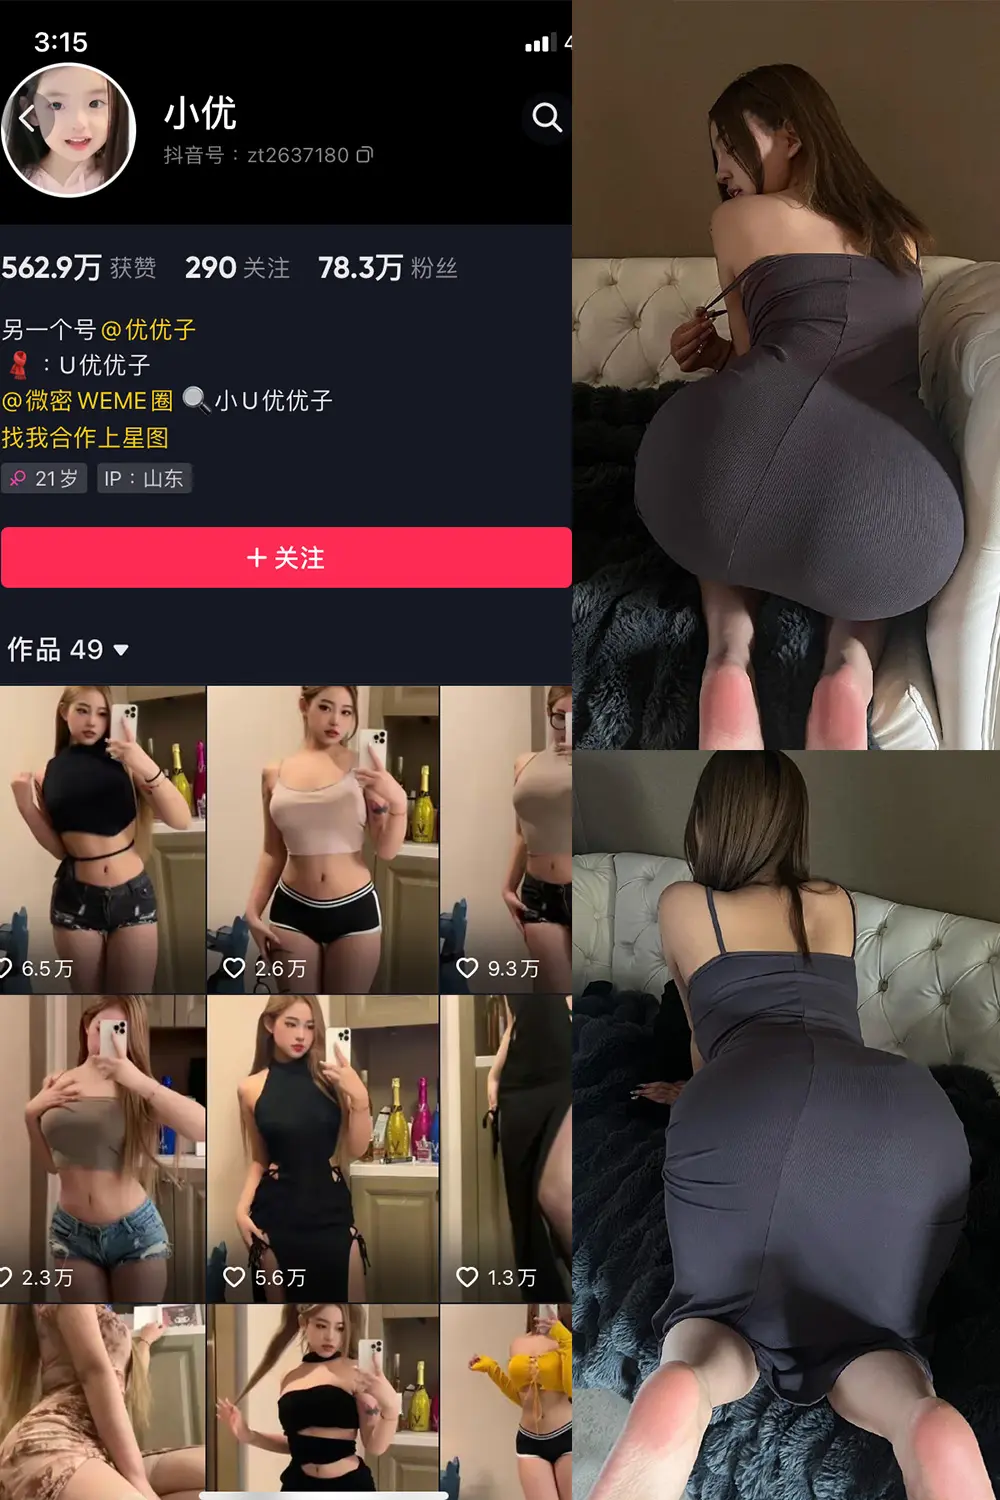 3:15
小优
抖音号：zt2637180
562.9万 获赞 290 关注 78.3万 粉丝
另一个号@优优子
：U优优子
@微密WEME圈 小U优优子
找我合作上星图
21岁 IP：山东
+ 关注
作品 49
6.5万 2.6万 9.3万
2.3万 5.6万 1.3万